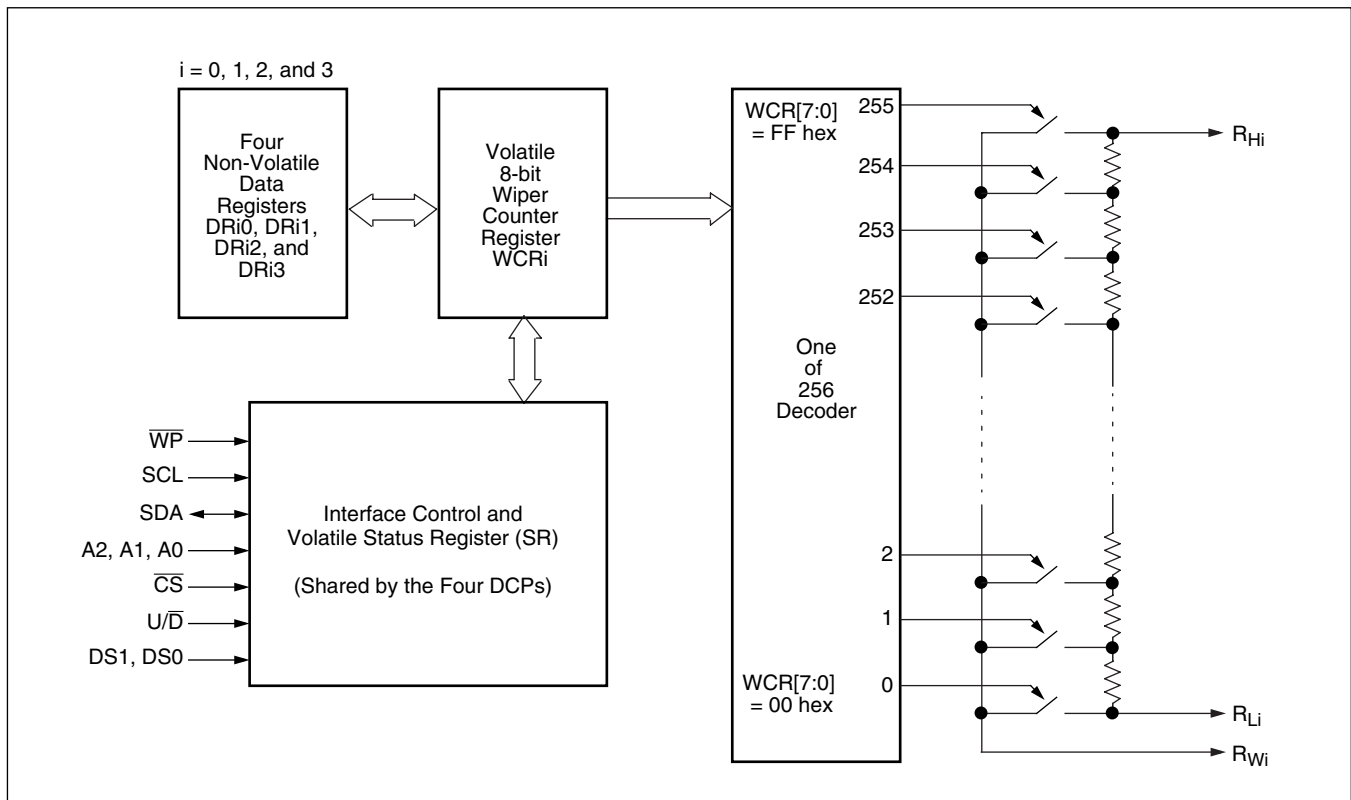 i = 0, 1, 2, and 3
Four
Non-Volatile
Data
Registers
DRi0, DRi1,
DRi2, and
DRi3
Volatile
8-bit
Wiper
Counter
Register
WCRi
WCR[7:0]
= FF hex
255
254
253
252
One
of
256
Decoder
2
1
0
WCR[7:0]
= 00 hex
RHi
RLi
RWi
W̅P̅
SCL
SDA
A2, A1, A0
C̅S̅
U/D̅
DS1, DS0
Interface Control and
Volatile Status Register (SR)
(Shared by the Four DCPs)